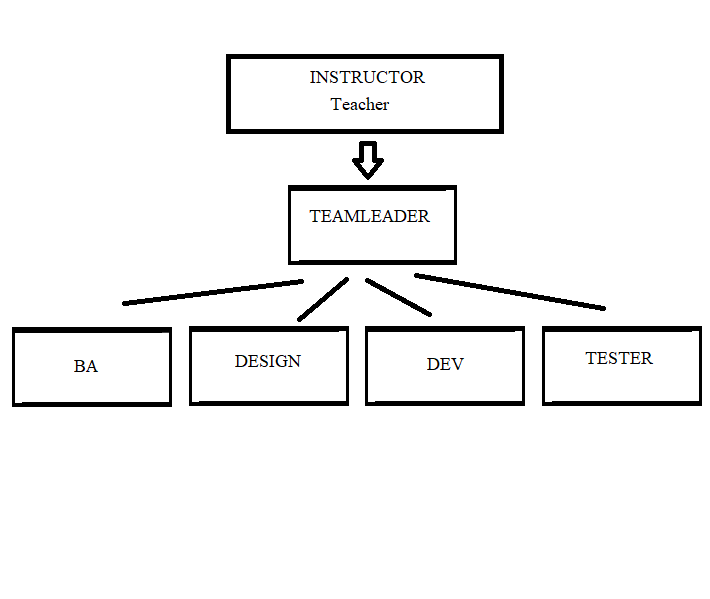 INSTRUCTOR
Teacher
TEAMLEADER
BA
DESIGN
DEV
TESTER